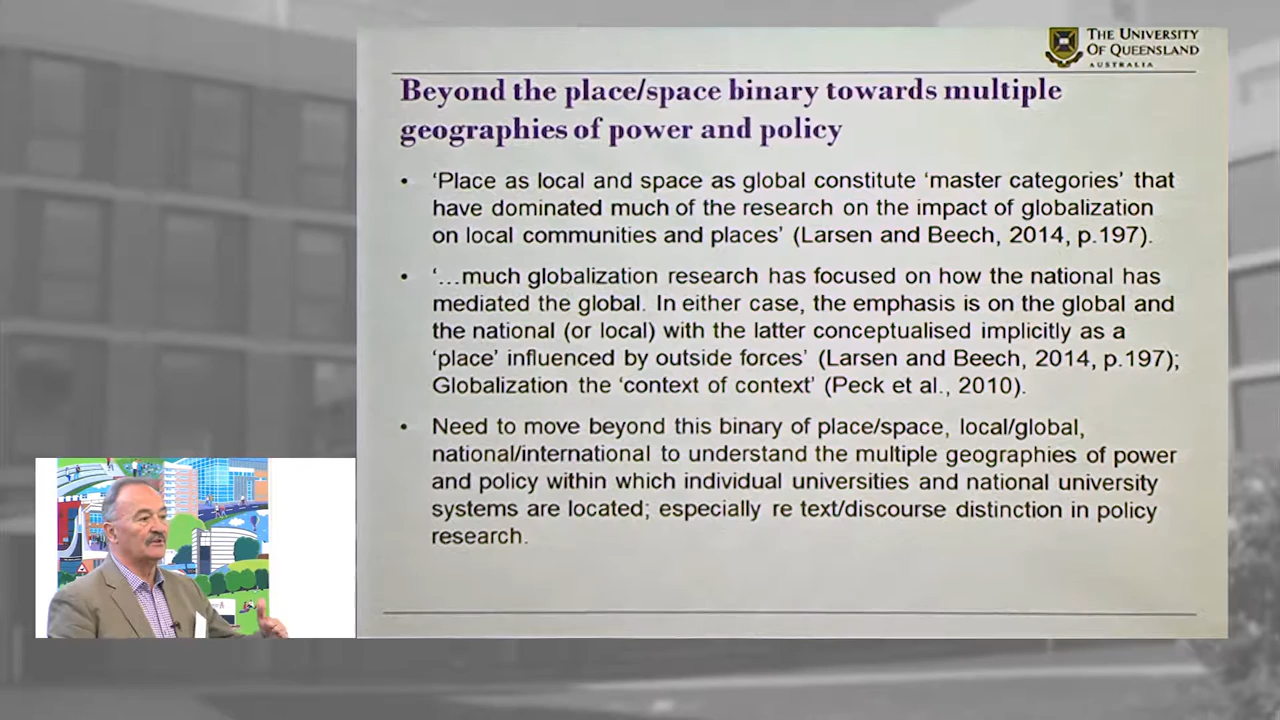 THE UNIVERSITY
OF QUEENSLAND
AUSTRALIA
Beyond the place/space binary towards multiple
geographies of power and policy
• ‘Place as local and space as global constitute ‘master categories’ that
have dominated much of the research on the impact of globalization
on local communities and places’ (Larsen and Beech, 2014, p.197).
• ‘…much globalization research has focused on how the national has
mediated the global. In either case, the emphasis is on the global and
the national (or local) with the latter conceptualised implicitly as a
‘place’ influenced by outside forces’ (Larsen and Beech, 2014, p.197);
Globalization the ‘context of context’ (Peck et al., 2010).
• Need to move beyond this binary of place/space, local/global,
national/international to understand the multiple geographies of power
and policy within which individual universities and national university
systems are located; especially re text/discourse distinction in policy
research.